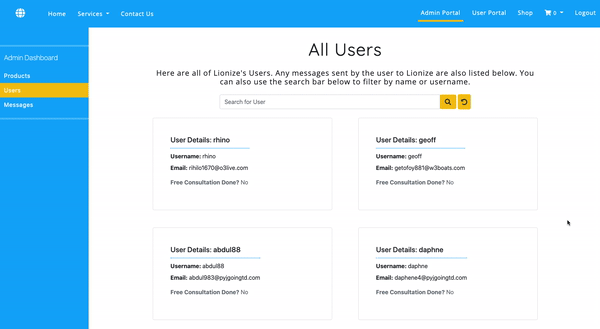 Home Services Contact Us Admin Portal User Portal Shop 0 Logout
Admin Dashboard
Products
Users
Messages
All Users
Here are all of Lionize's Users. Any messages sent by the user to Lionize are also listed below. You
can also use the search bar below to filter by name or username.
Search for User
User Details: rhino
Username: rhino
Email: rihilo1670@o3live.com
Free Consultation Done? No
User Details: geoff
Username: geoff
Email: getofoy881@w3boats.com
Free Consultation Done? No
User Details: abdul88
Username: abdul88
Email: abdul983@pyjgoingtd.com
Free Consultation Done? No
User Details: daphne
Username: daphne
Email: daphene4@pyjgoingtd.com
Free Consultation Done? No